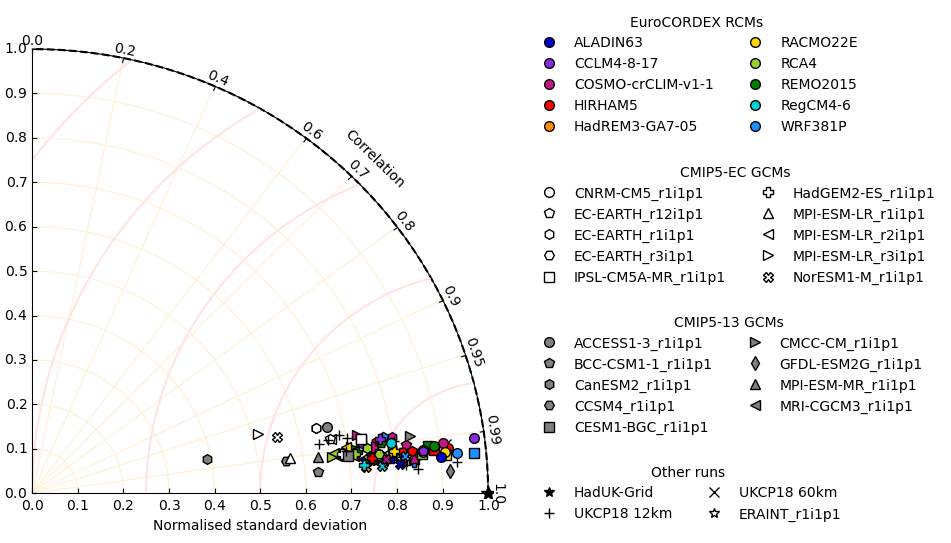 0.0
0.2
0.4
0.6
Correlation
0.7
0.8
0.9
0.95
0.99
1.0
1.0
0.9
0.8
0.7
0.6
0.5
0.4
0.3
0.2
0.1
0.0
0.0 0.1 0.2 0.3 0.4 0.5 0.6 0.7 0.8 0.9 1.0
Normalised standard deviation
EuroCORDEX RCMs
ALADIN63 RACMO22E
CCLM4-8-17 RCA4
COSMO-crCLIM-v1-1 REMO2015
HIRHAM5 RegCM4-6
HadREM3-GA7-05 WRF381P
CMIP5-EC GCMs
CNRM-CM5_r1i1p1 HadGEM2-ES_r1i1p1
EC-EARTH_r12i1p1 MPI-ESM-LR_r1i1p1
EC-EARTH_r1i1p1 MPI-ESM-LR_r2i1p1
EC-EARTH_r3i1p1 MPI-ESM-LR_r3i1p1
IPSL-CM5A-MR_r1i1p1 NorESM1-M_r1i1p1
CMIP5-13 GCMs
ACCESS1-3_r1i1p1 CMCC-CM_r1i1p1
BCC-CSM1-1_r1i1p1 GFDL-ESM2G_r1i1p1
CanESM2_r1i1p1 MPI-ESM-MR_r1i1p1
CCSM4_r1i1p1 MRI-CGCM3_r1i1p1
CESM1-BGC_r1i1p1
Other runs
HadUK-Grid UKCP18 60km
UKCP18 12km ERAINT_r1i1p1